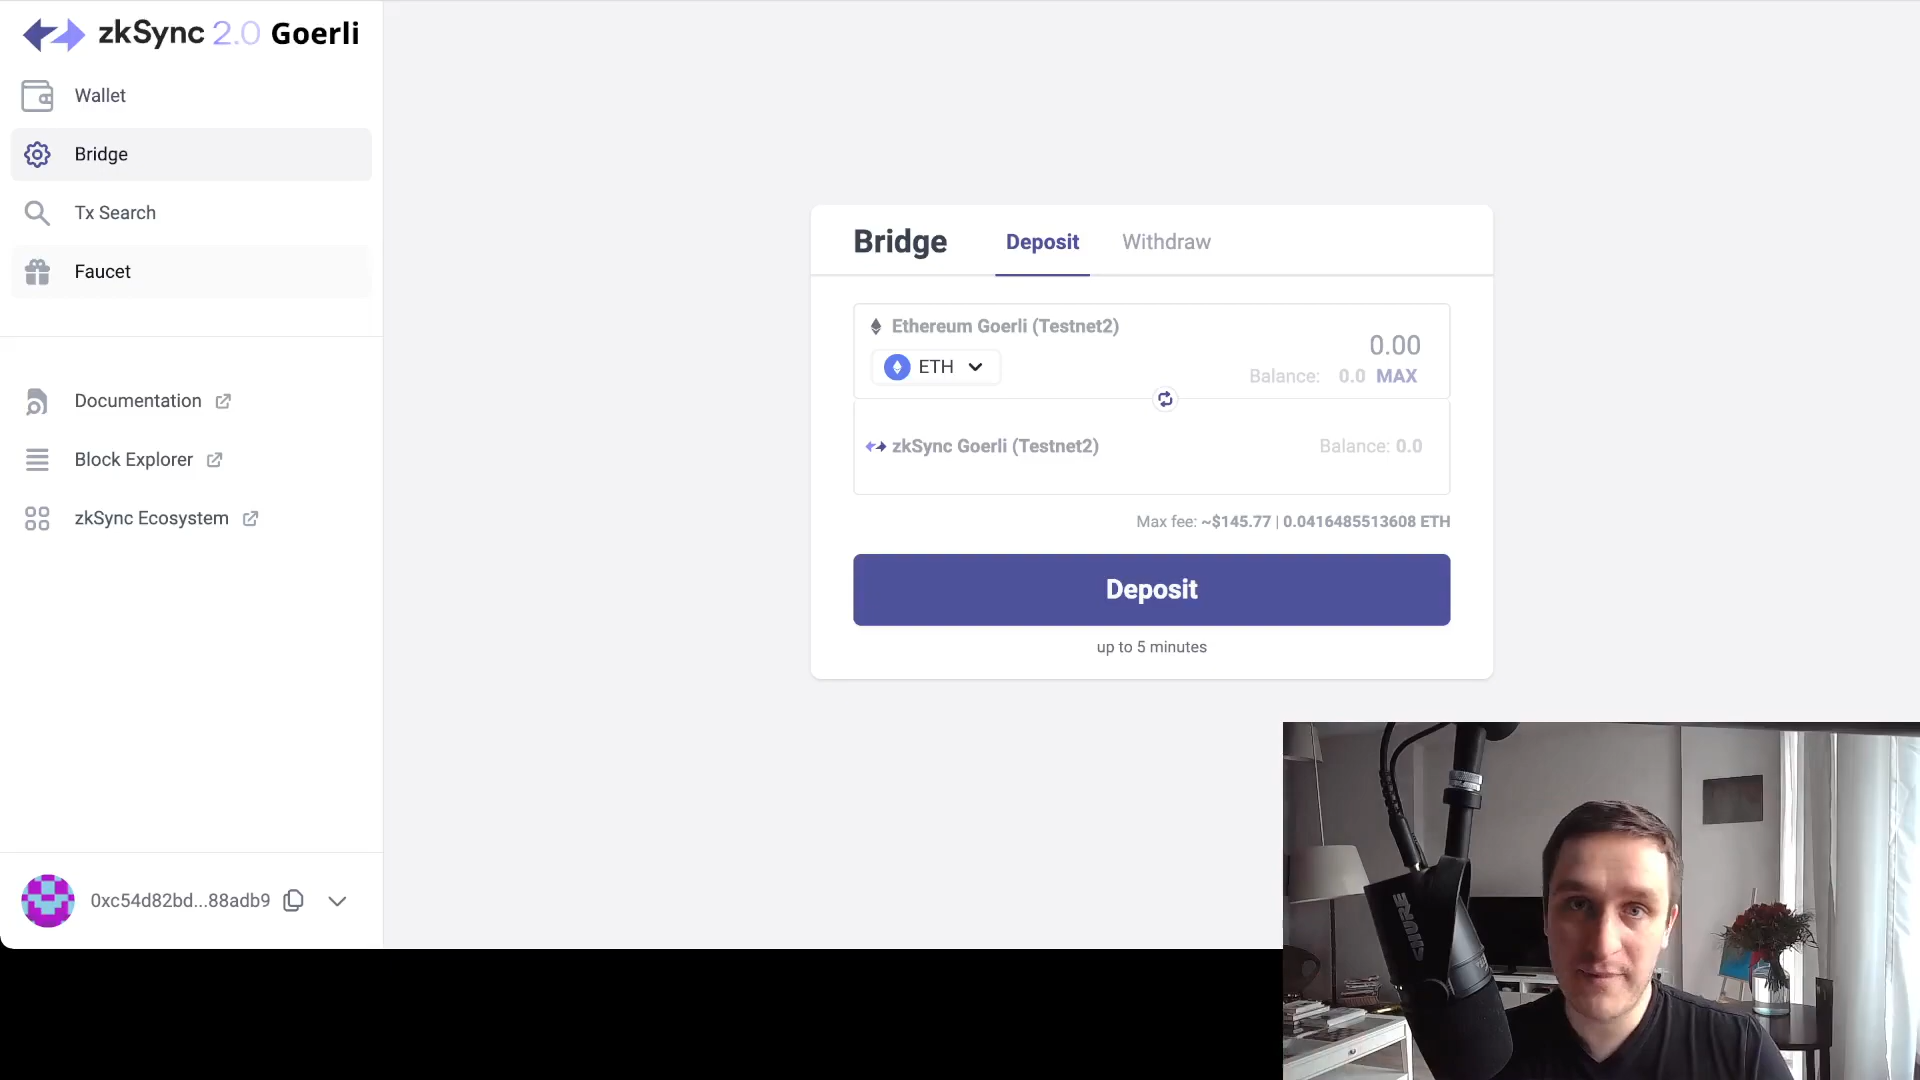 zkSync 2.0 Goerli
Wallet
Bridge
Tx Search
Faucet
Documentation
Block Explorer
zkSync Ecosystem
0xc54d82bd...88adb9
Bridge Deposit Withdraw
Ethereum Goerli (Testnet2)
0.00
ETH
Balance: 0.0 MAX
zkSync Goerli (Testnet2)
Balance: 0.0
Max fee: ~$145.77 | 0.0416485513608 ETH
Deposit
up to 5 minutes
SHURE